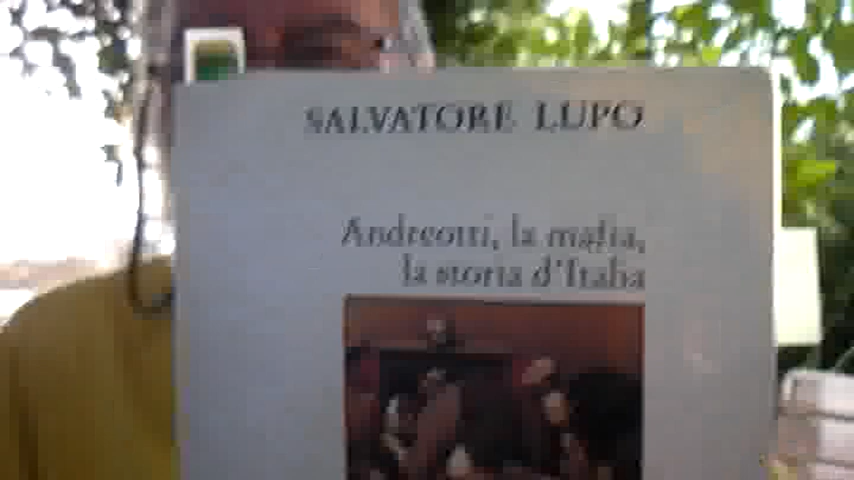 SALVATORE LUPO
Andreotti, la mafia,
la storia d'Italia